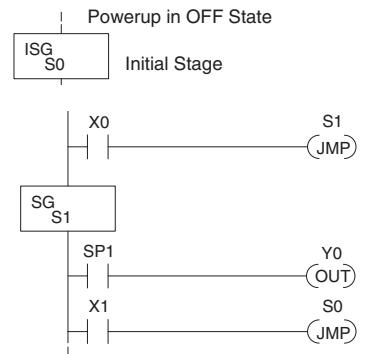 Powerup in OFF State
ISG
S0
Initial Stage
X0
S1
JMP
SG
S1
SP1
Y0
OUT
X1
S0
JMP